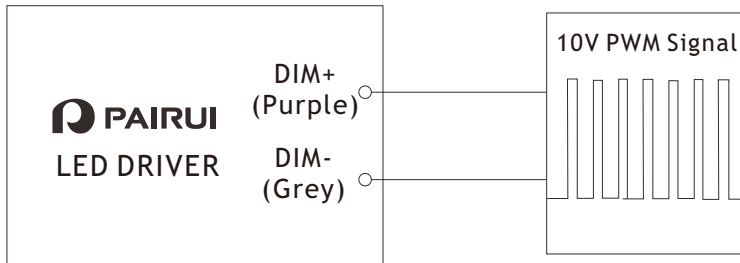 DIM+
(Purple)
PAIRUI
LED DRIVER
DIM-
(Grey)
10V PWM Signal